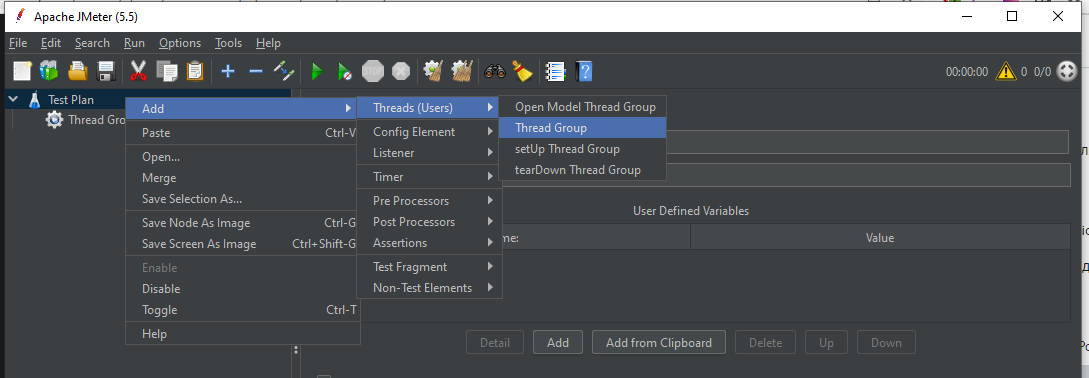 Apache JMeter (5.5)
File Edit Search Run Options Tools Help
STOP 00:00:00 0 0/0
Test Plan
Thread Gro
Add
Paste Ctrl-V
Open...
Merge
Save Selection As...
Save Node As Image Ctrl-G
Save Screen As Image Ctrl+Shift-G
Enable
Disable
Toggle Ctrl-T
Help
Threads (Users)
Config Element
Listener
Timer
Pre Processors
Post Processors
Assertions
Test Fragment
Non-Test Elements
Open Model Thread Group
Thread Group
setUp Thread Group
tearDown Thread Group
User Defined Variables
me: Value
Detail Add Add from Clipboard Delete Up Down